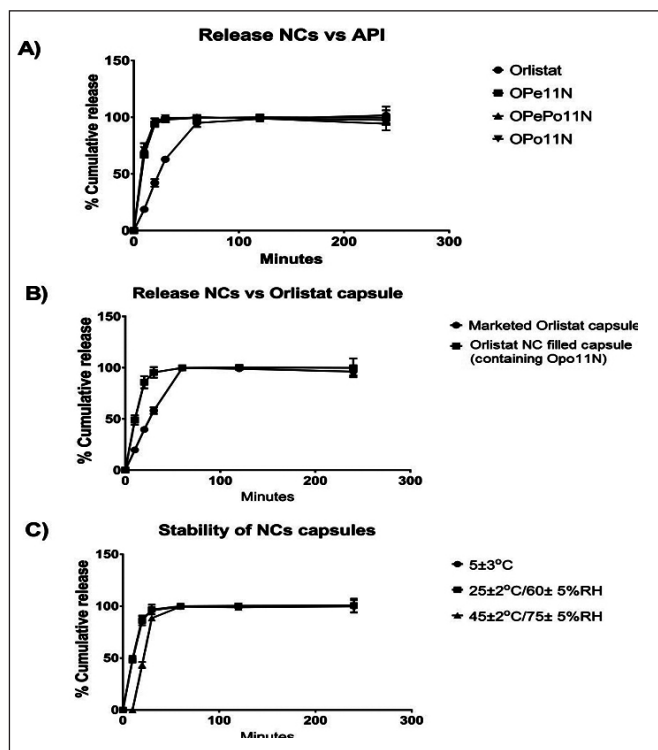 A)
Release NCs vs API
% Cumulative release
150
100
50
0
0 100 200 300
Minutes
Orlistat
OPe11N
OPePo11N
OPo11N
B)
Release NCs vs Orlistat capsule
% Cumulative release
150
100
50
0
0 100 200 300
Minutes
Marketed Orlistat capsule
Orlistat NC filled capsule
(containing Opo11N)
C)
Stability of NCs capsules
% Cumulative release
150
100
50
0
0 100 200 300
Minutes
5±3°C
25±2°C/60± 5%RH
45±2°C/75± 5%RH